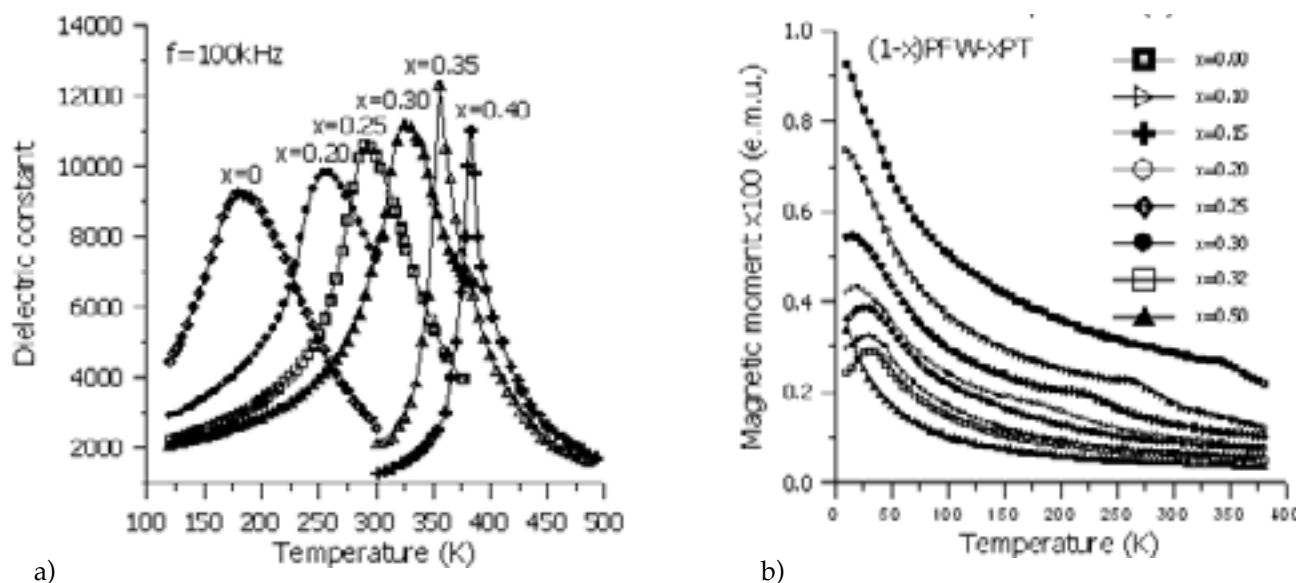 14000
12000
10000
8000
6000
4000
2000
Dielectric constant
f=100kHz
x=0
x=0.20
x=0.25
x=0.30
x=0.35
x=0.40
100 150 200 250 300 350 400 450 500
Temperature (K)
a)
1.0
0.8
0.6
0.4
0.2
0.0
Magnetic moment x100 (e.m.u.)
(1-x)PFW-xPT
x=0.00
x=0.10
x=0.15
x=0.20
x=0.25
x=0.30
x=0.32
x=0.50
0 50 100 150 200 250 300 350 400
Temperature (K)
b)